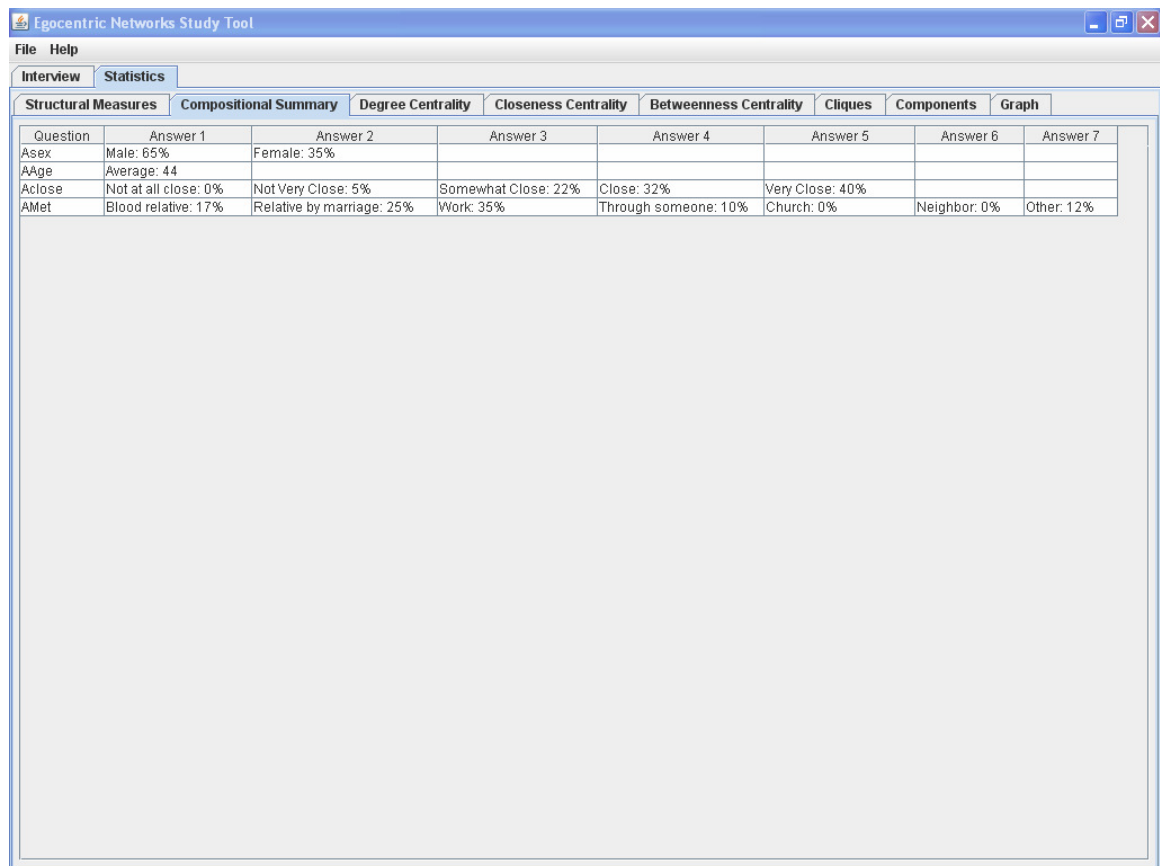 Egocentric Networks Study Tool
File Help
Interview Statistics
Structural Measures Compositional Summary Degree Centrality Closeness Centrality Betweenness Centrality Cliques Components Graph
Question Answer 1 Answer 2 Answer 3 Answer 4 Answer 5 Answer 6 Answer 7
Asex Male: 65% Female: 35%
AAge Average: 44
Aclose Not at all close: 0% Not Very Close: 5% Somewhat Close: 22% Close: 32% Very Close: 40%
AMet Blood relative: 17% Relative by marriage: 25% Work: 35% Through someone: 10% Church: 0% Neighbor: 0% Other: 12%